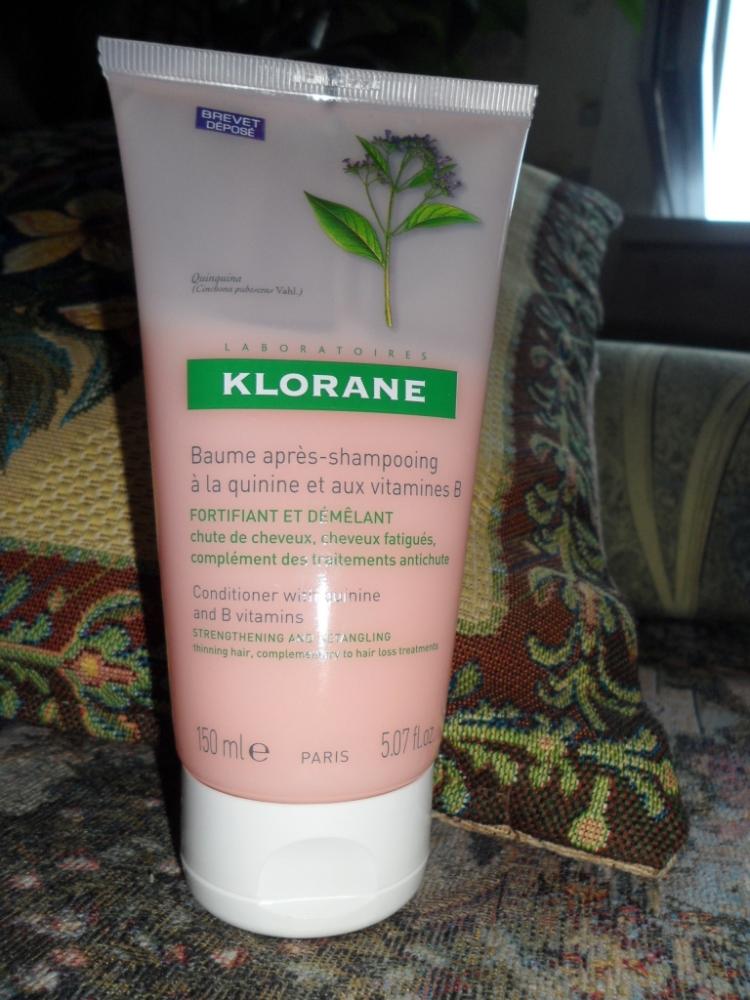 BREVET
DÉPOSÉ
Quinquina
(Cinchona pubescens Vahl.)
LABORATOIRES
KLORANE
Baume après-shampooing
à la quinine et aux vitamines B
FORTIFIANT ET DÉMÊLANT
chute de cheveux, cheveux fatigués,
complément des traitements antichute
Conditioner with quinine
and B vitamins
STRENGTHENING AND DETANGLING
thinning hair, complementary to hair loss treatments
150 ml e PARIS 5.07 fl.oz